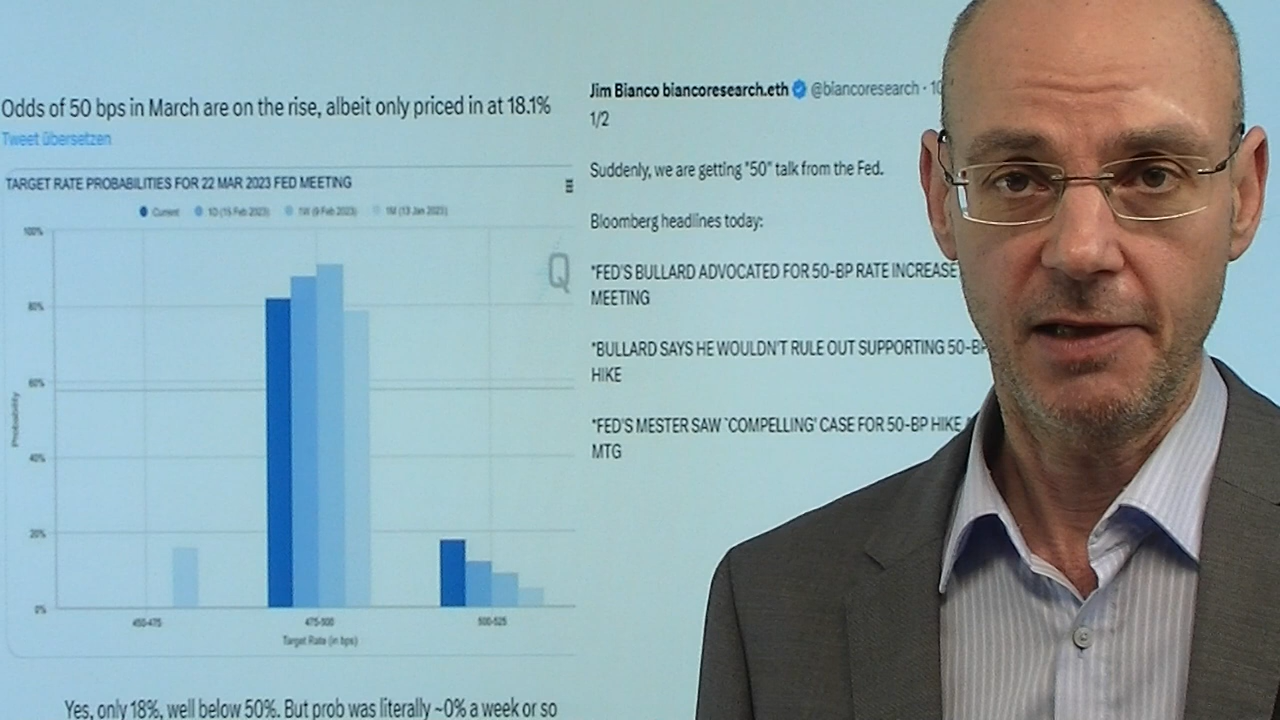 Odds of 50 bps in March are on the rise, albeit only priced in at 18.1%
Tweet übersetzen
TARGET RATE PROBABILITIES FOR 22 MAR 2023 FED MEETING
Current 1D (15 Feb 2023) 1W (9 Feb 2023) 1M (13 Jan 2023)
100%
80%
60%
40%
20%
0%
Probability
Q
450-475 475-500 500-525
Target Rate (in bps)
Yes, only 18%, well below 50%. But prob was literally ~0% a week or so
Jim Bianco biancoresearch.eth @biancoresearch ·
1/2
Suddenly, we are getting "50" talk from the Fed.
Bloomberg headlines today:
*FED'S BULLARD ADVOCATED FOR 50-BP RATE INCREASE
MEETING
*BULLARD SAYS HE WOULDN'T RULE OUT SUPPORTING 50-BP
HIKE
*FED'S MESTER SAW `COMPELLING' CASE FOR 50-BP HIKE
MTG